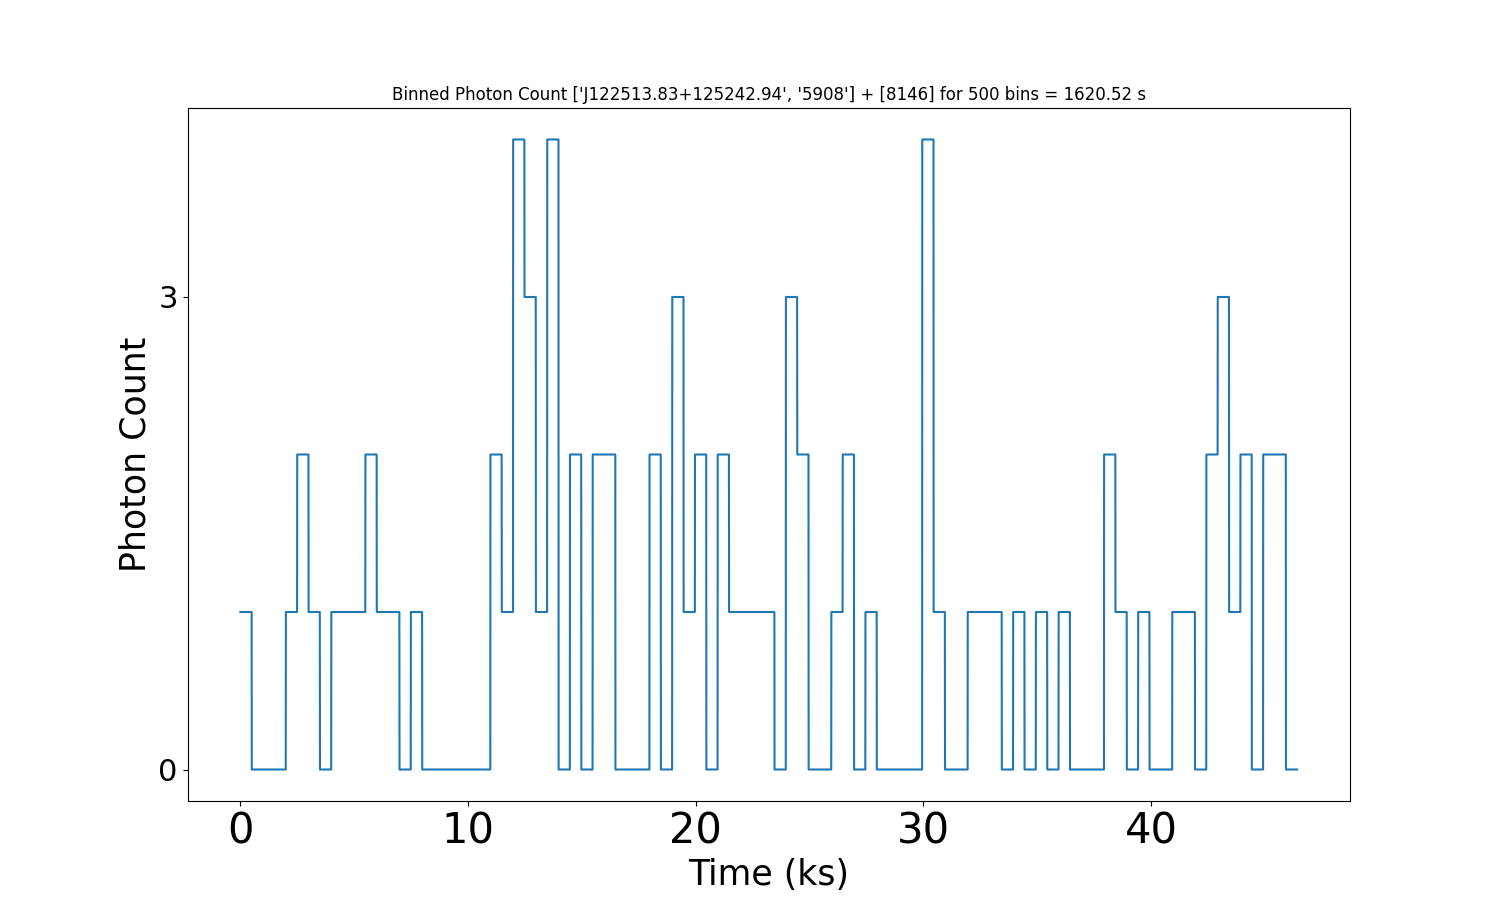 Binned Photon Count ['J122513.83+125242.94', '5908'] + [8146] for 500 bins = 1620.52 s
Photon Count
3
0
0 10 20 30 40
Time (ks)